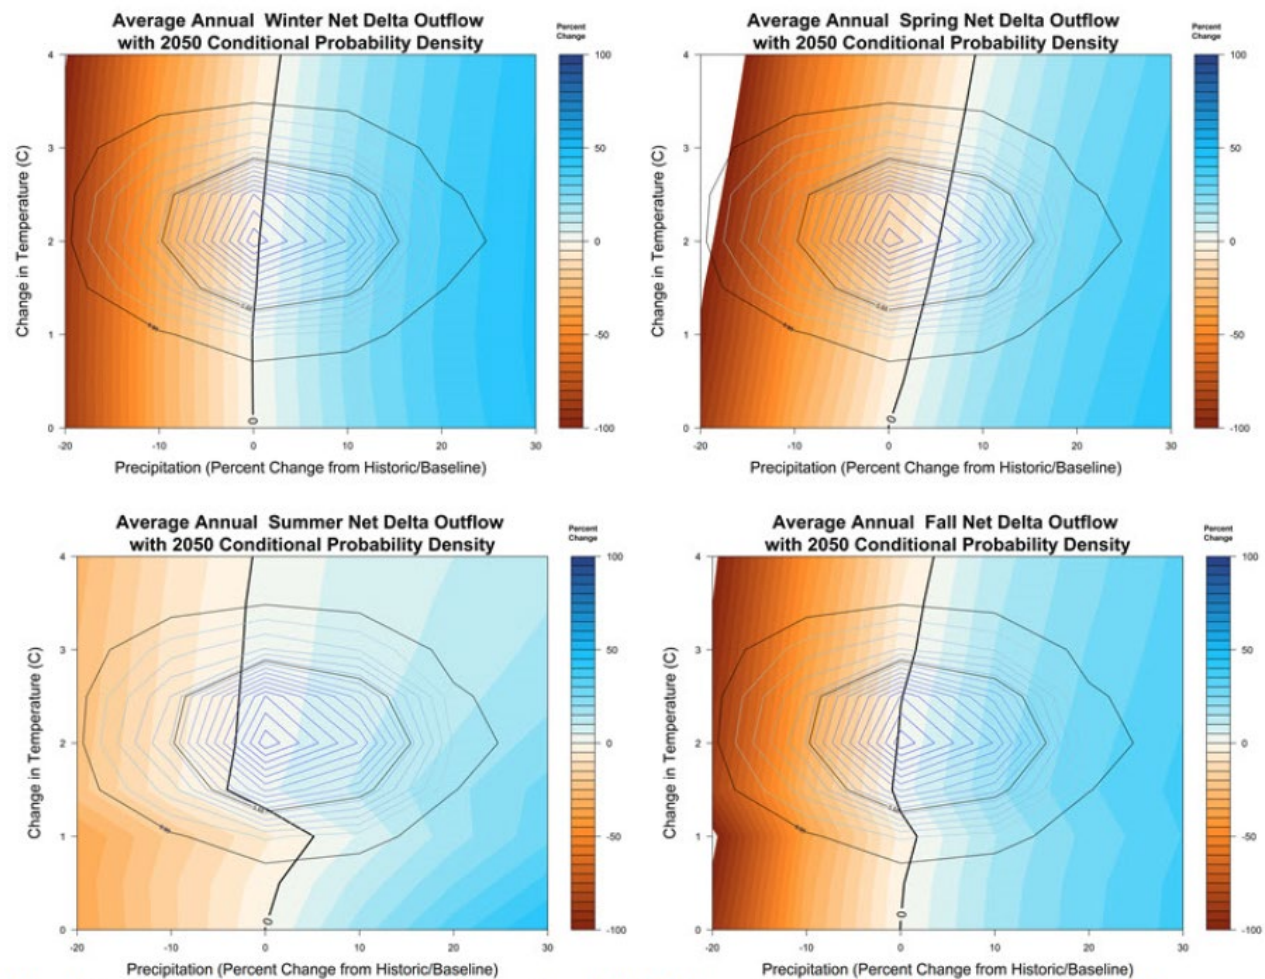 Average Annual  Winter Net Delta Outflow
with 2050 Conditional Probability Density
Percent
Change
4
3
2
1
0
Change in Temperature (C)
-20
-10
0
10
20
30
Precipitation (Percent Change from Historic/Baseline)
100
50
0
-50
-100
0
Average Annual  Spring Net Delta Outflow
with 2050 Conditional Probability Density
Percent
Change
4
3
2
1
0
Change in Temperature (C)
-20
-10
0
10
20
30
Precipitation (Percent Change from Historic/Baseline)
100
50
0
-50
-100
0
Average Annual  Summer Net Delta Outflow
with 2050 Conditional Probability Density
Percent
Change
4
3
2
1
0
Change in Temperature (C)
-20
-10
0
10
20
30
Precipitation (Percent Change from Historic/Baseline)
100
50
0
-50
-100
0
Average Annual  Fall Net Delta Outflow
with 2050 Conditional Probability Density
Percent
Change
4
3
2
1
0
Change in Temperature (C)
-20
-10
0
10
20
30
Precipitation (Percent Change from Historic/Baseline)
100
50
0
-50
-100
0